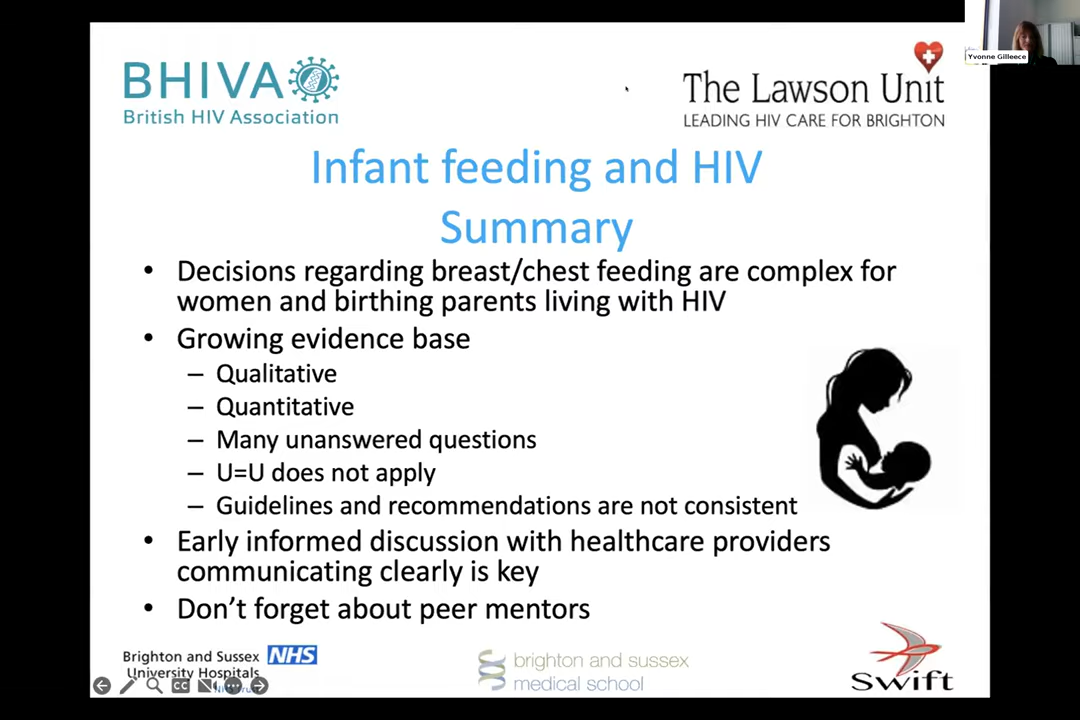 BHIVA
British HIV Association
The Lawson Unit
LEADING HIV CARE FOR BRIGHTON
Yvonne Gilleece
Infant feeding and HIV
Summary
• Decisions regarding breast/chest feeding are complex for
women and birthing parents living with HIV
• Growing evidence base
– Qualitative
– Quantitative
– Many unanswered questions
– U=U does not apply
– Guidelines and recommendations are not consistent
• Early informed discussion with healthcare providers
communicating clearly is key
• Don’t forget about peer mentors
Brighton and Sussex NHS
University Hospitals
CC
brighton and sussex
medical school
Swift